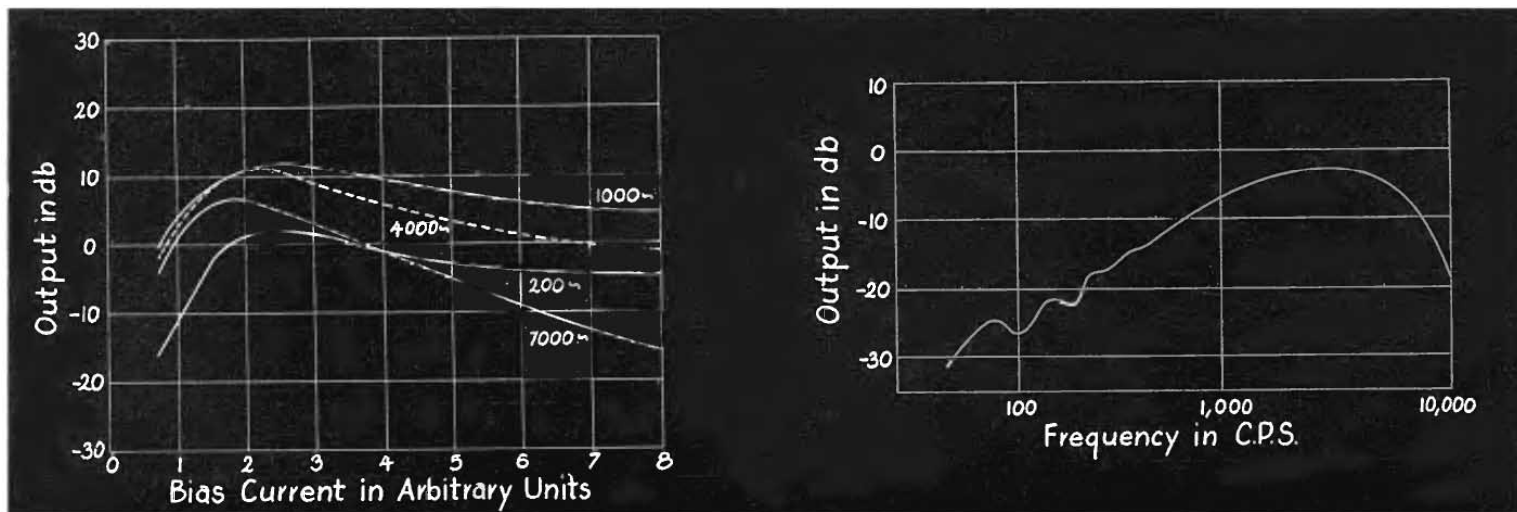 30
20
10
0
-10
-20
-30
Output in db
1000~
4000~
200~
7000~
0 1 2 3 4 5 6 7 8
Bias Current in Arbitrary Units
10
0
-10
-20
-30
Output in db
100 1,000 10,000
Frequency in C.P.S.